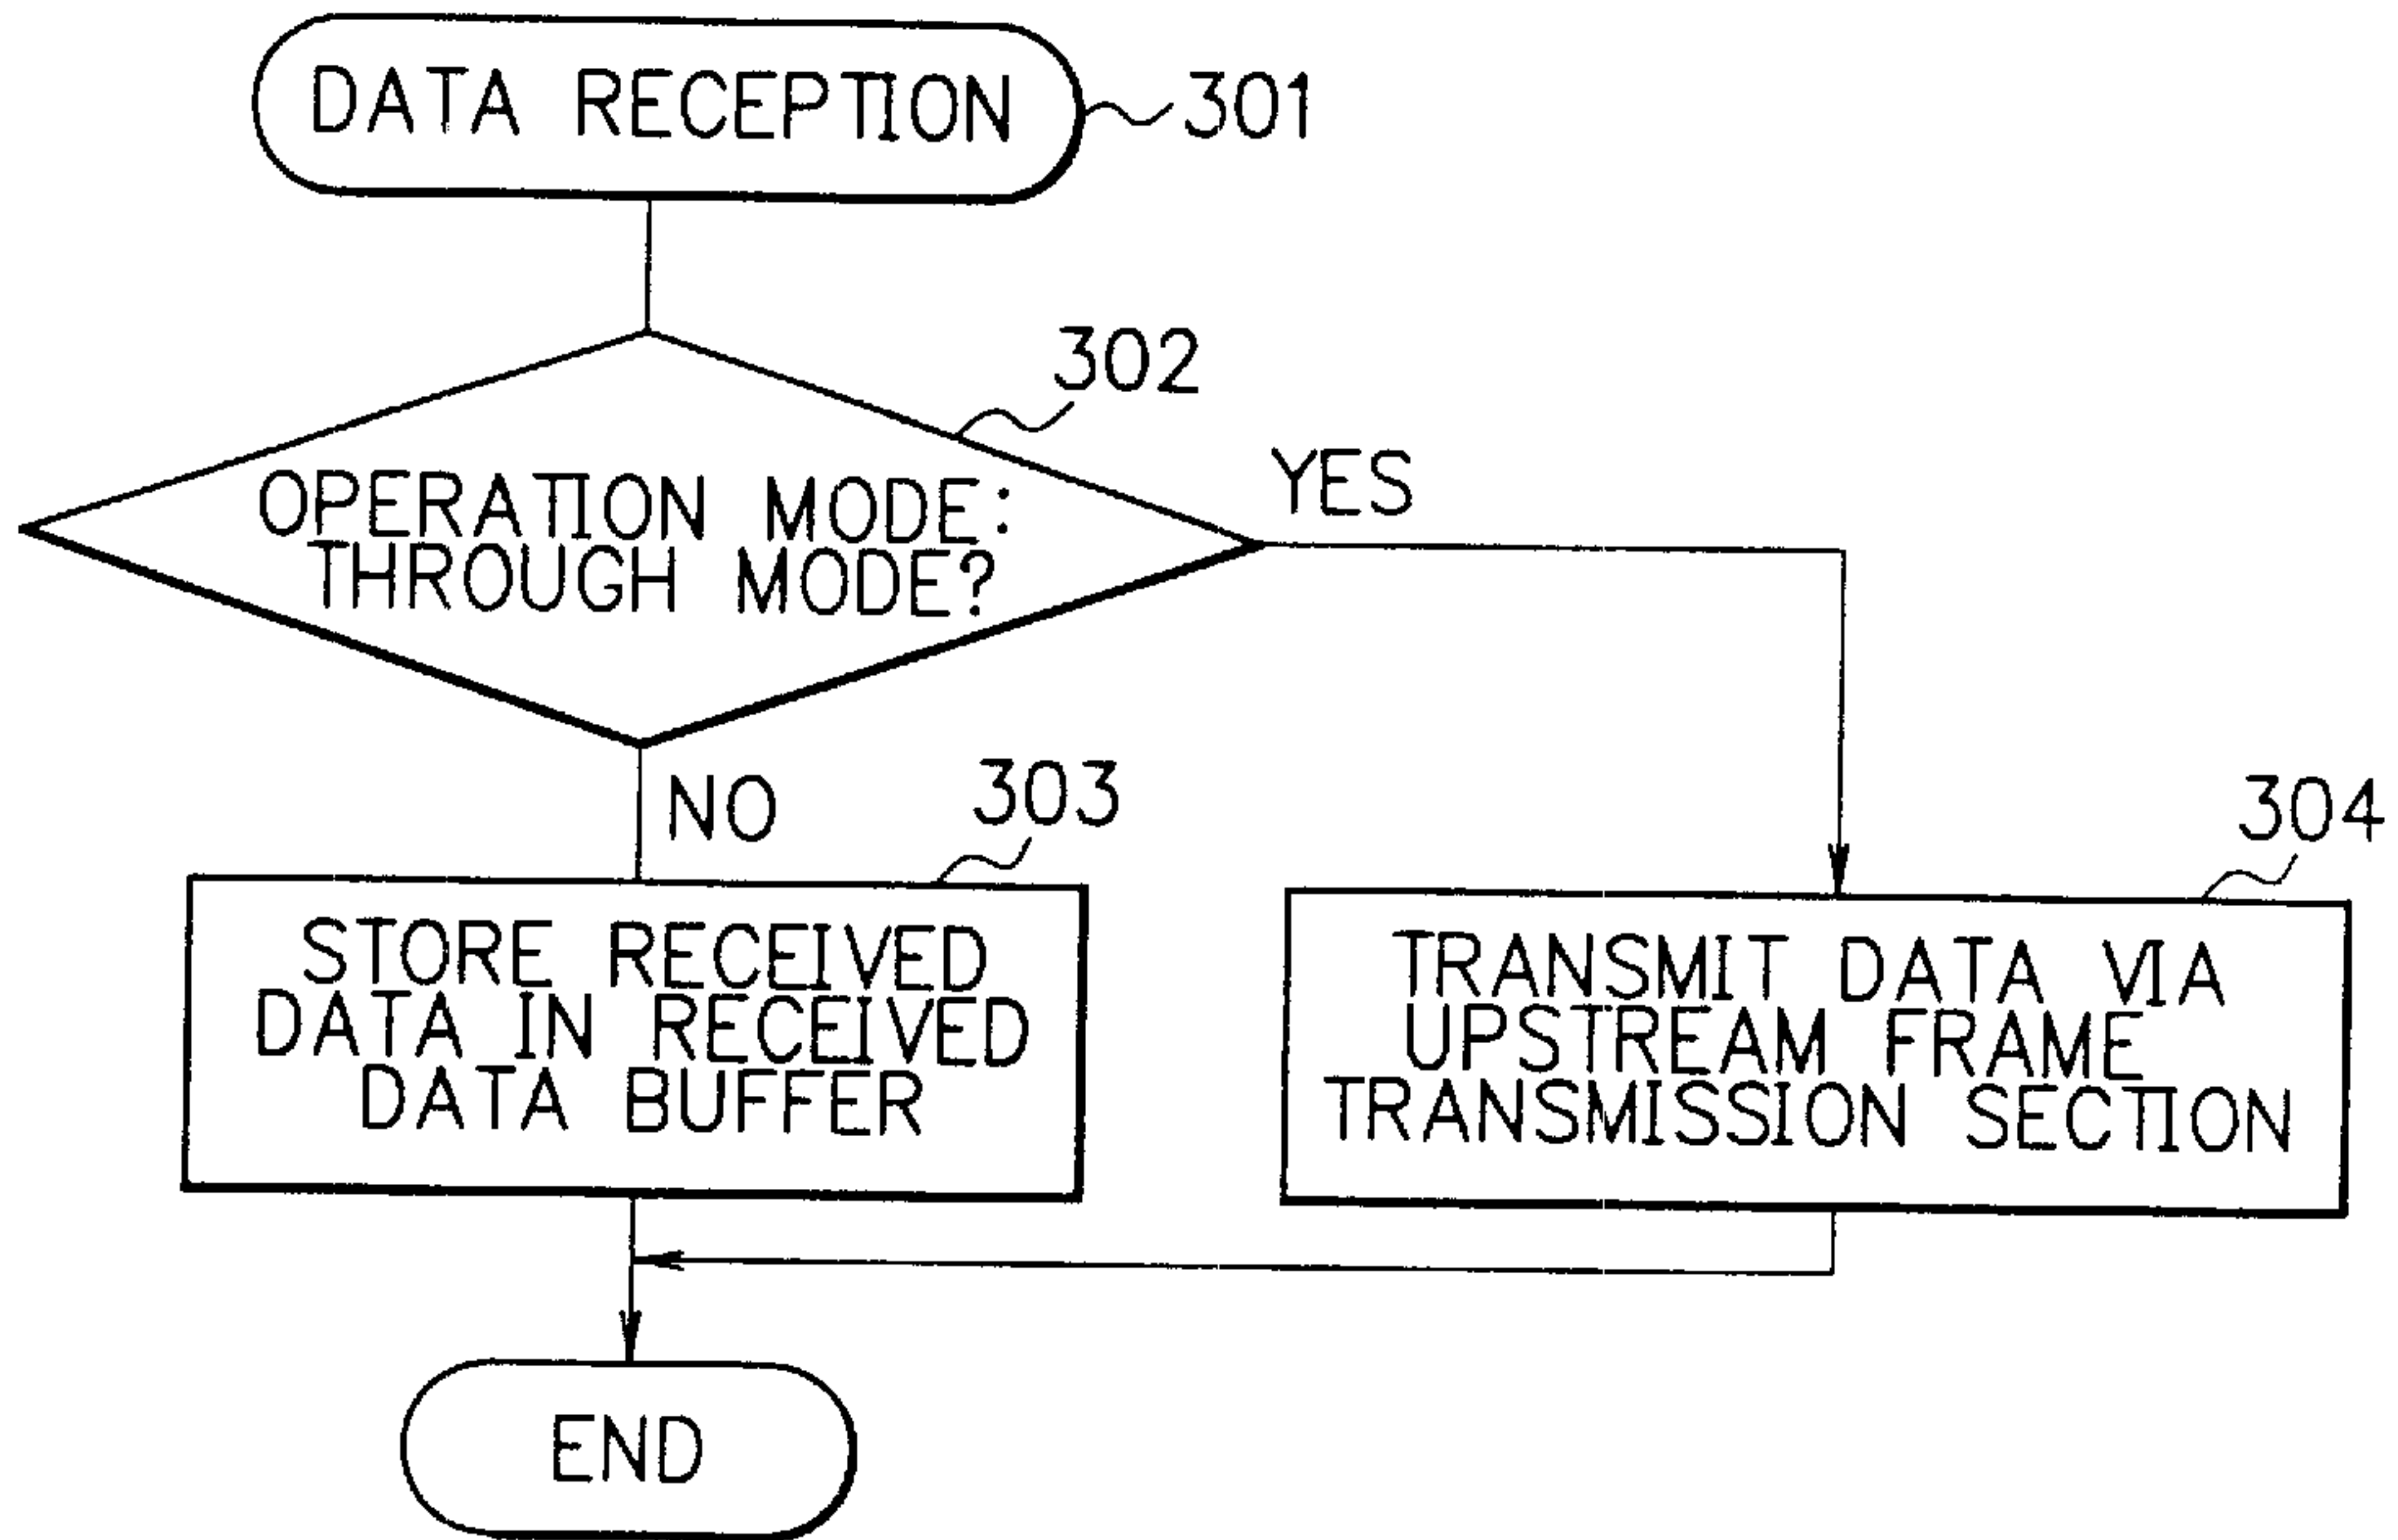 DATA RECEPTION
301
302
OPERATION MODE:
THROUGH MODE?
YES
NO
303
STORE RECEIVED
DATA IN RECEIVED
DATA BUFFER
304
TRANSMIT DATA VIA
UPSTREAM FRAME
TRANSMISSION SECTION
END